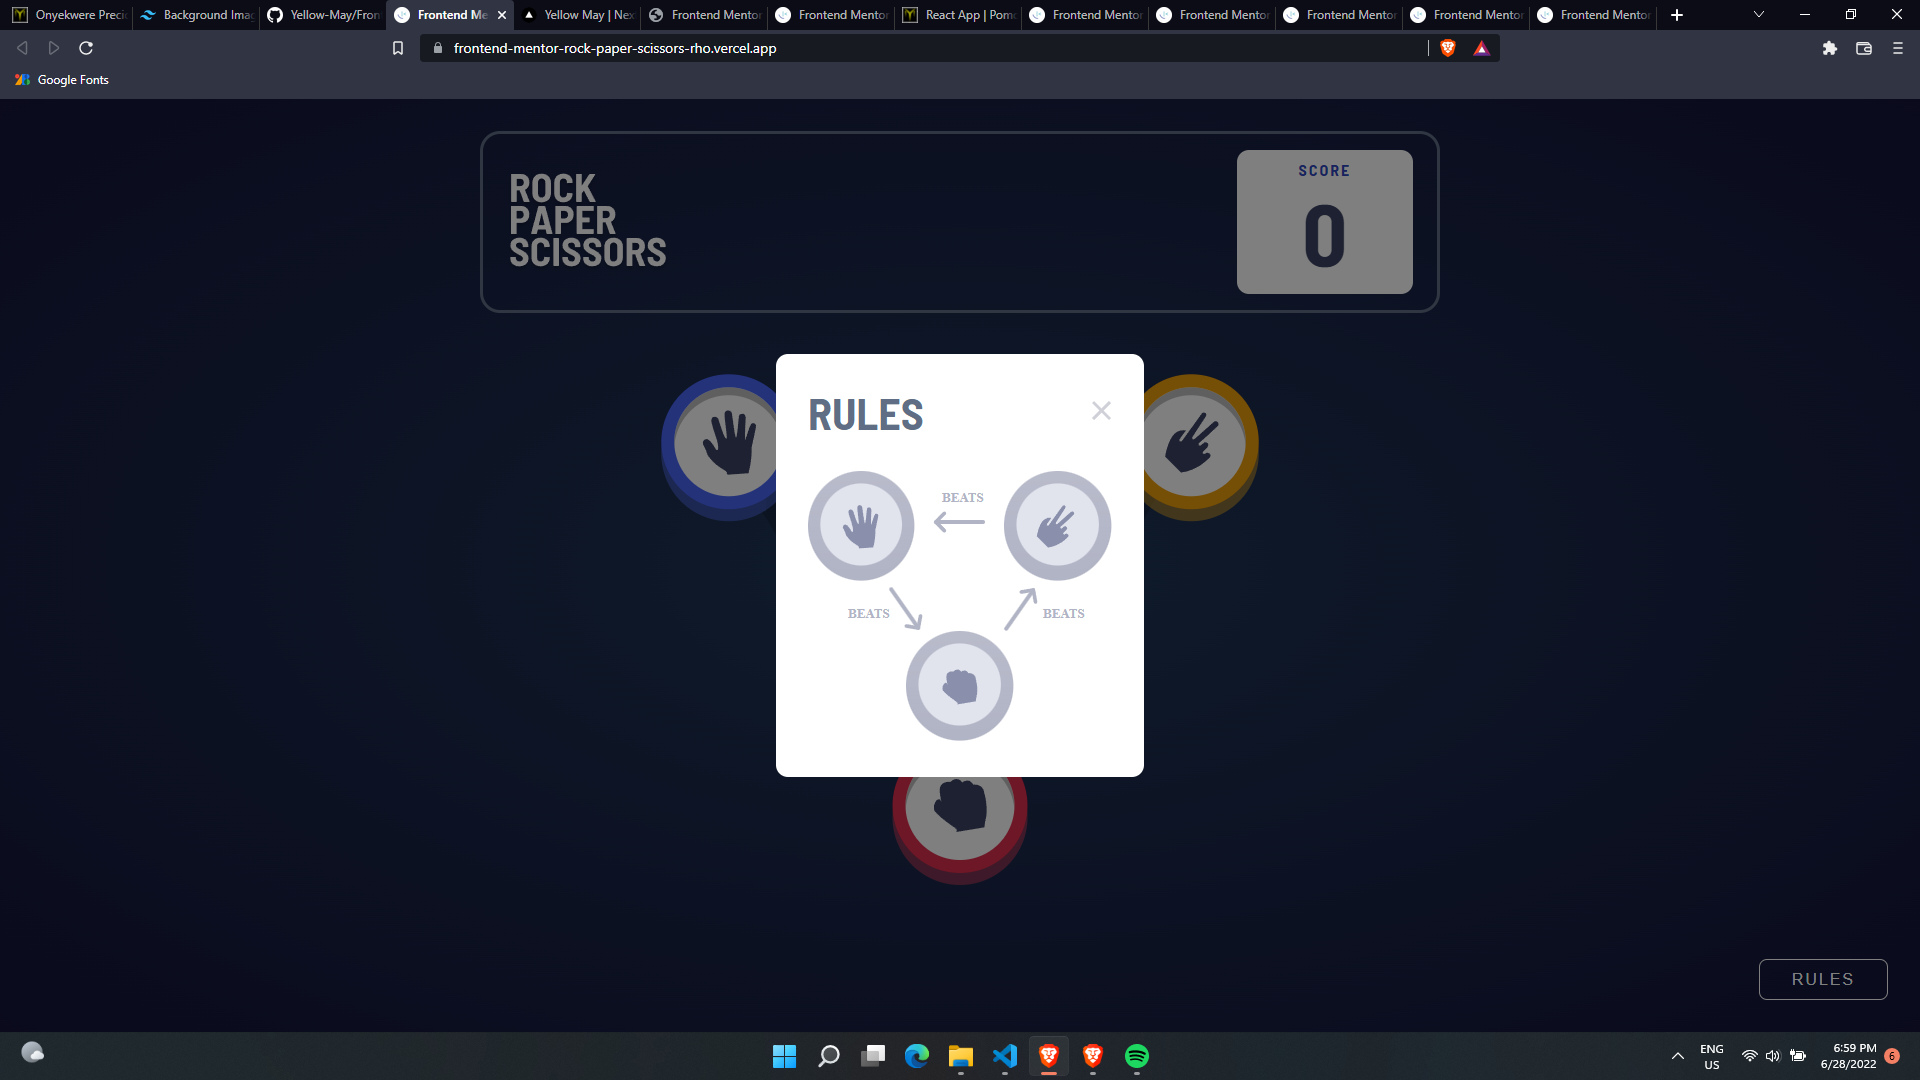 Onyekwere Preci
Background Imag
Yellow-May/Fron
Frontend Me
Yellow May | Nex
Frontend Mentor
Frontend Mentor
React App | Pomo
Frontend Mentor
Frontend Mentor
Frontend Mentor
Frontend Mentor
Frontend Mentor
frontend-mentor-rock-paper-scissors-rho.vercel.app
Google Fonts
ROCK
PAPER
SCISSORS
SCORE
0
RULES
BEATS
BEATS
BEATS
RULES
ENG
US
6:59 PM
6/28/2022
6